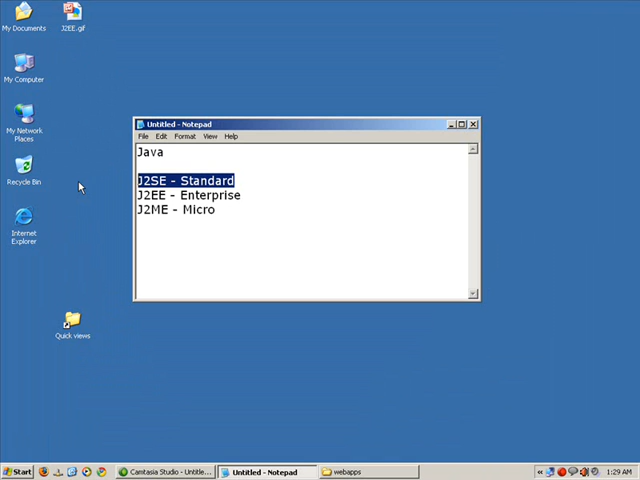 My Documents
J2EE.gif
My Computer
My Network
Places
Recycle Bin
Internet
Explorer
Quick views
Untitled - Notepad
File Edit Format View Help
Java
J2SE - Standard
J2EE - Enterprise
J2ME - Micro
Start
Camtasia Studio - Untitle...
Untitled - Notepad
webapps
«
1:29 AM